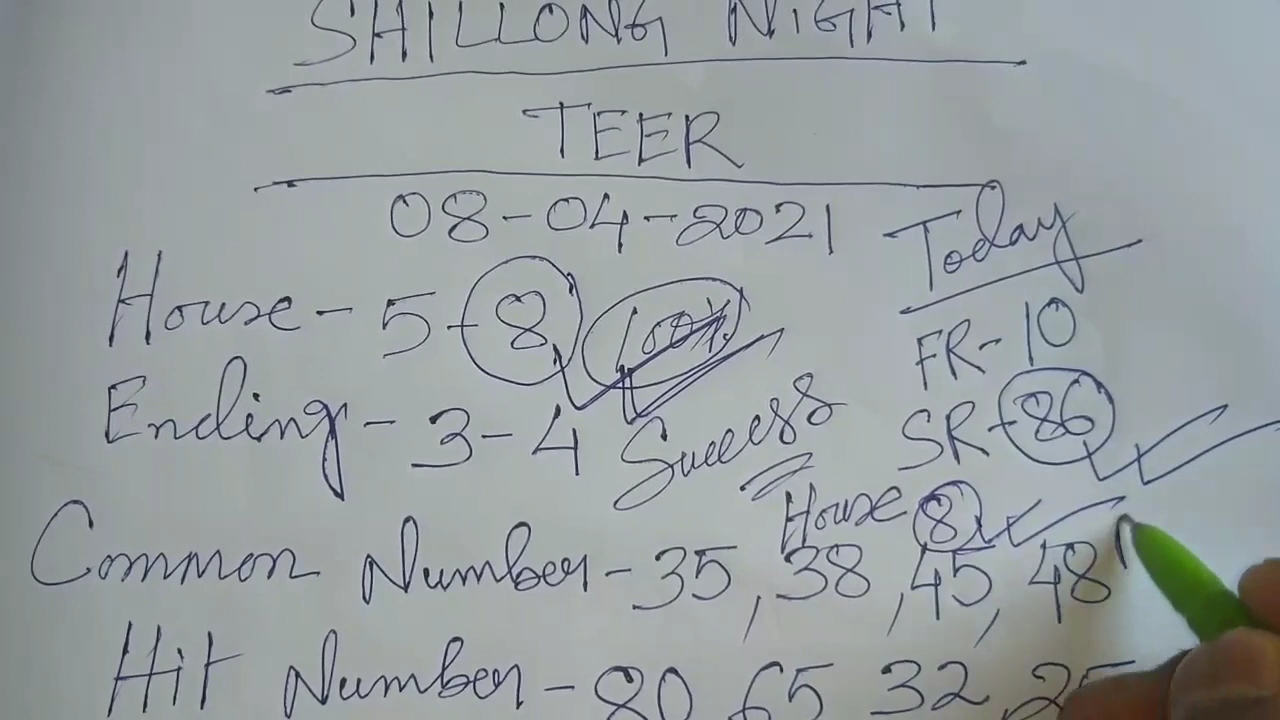 SHILLONG NIGHT
TEER
08-04-2021
Today
House - 5 - 8 100%
FR - 10
Ending - 3 - 4 Success
SR - 86
House 8
Common Number - 35, 38, 45, 48
Hit Number - 80, 65, 32, 25